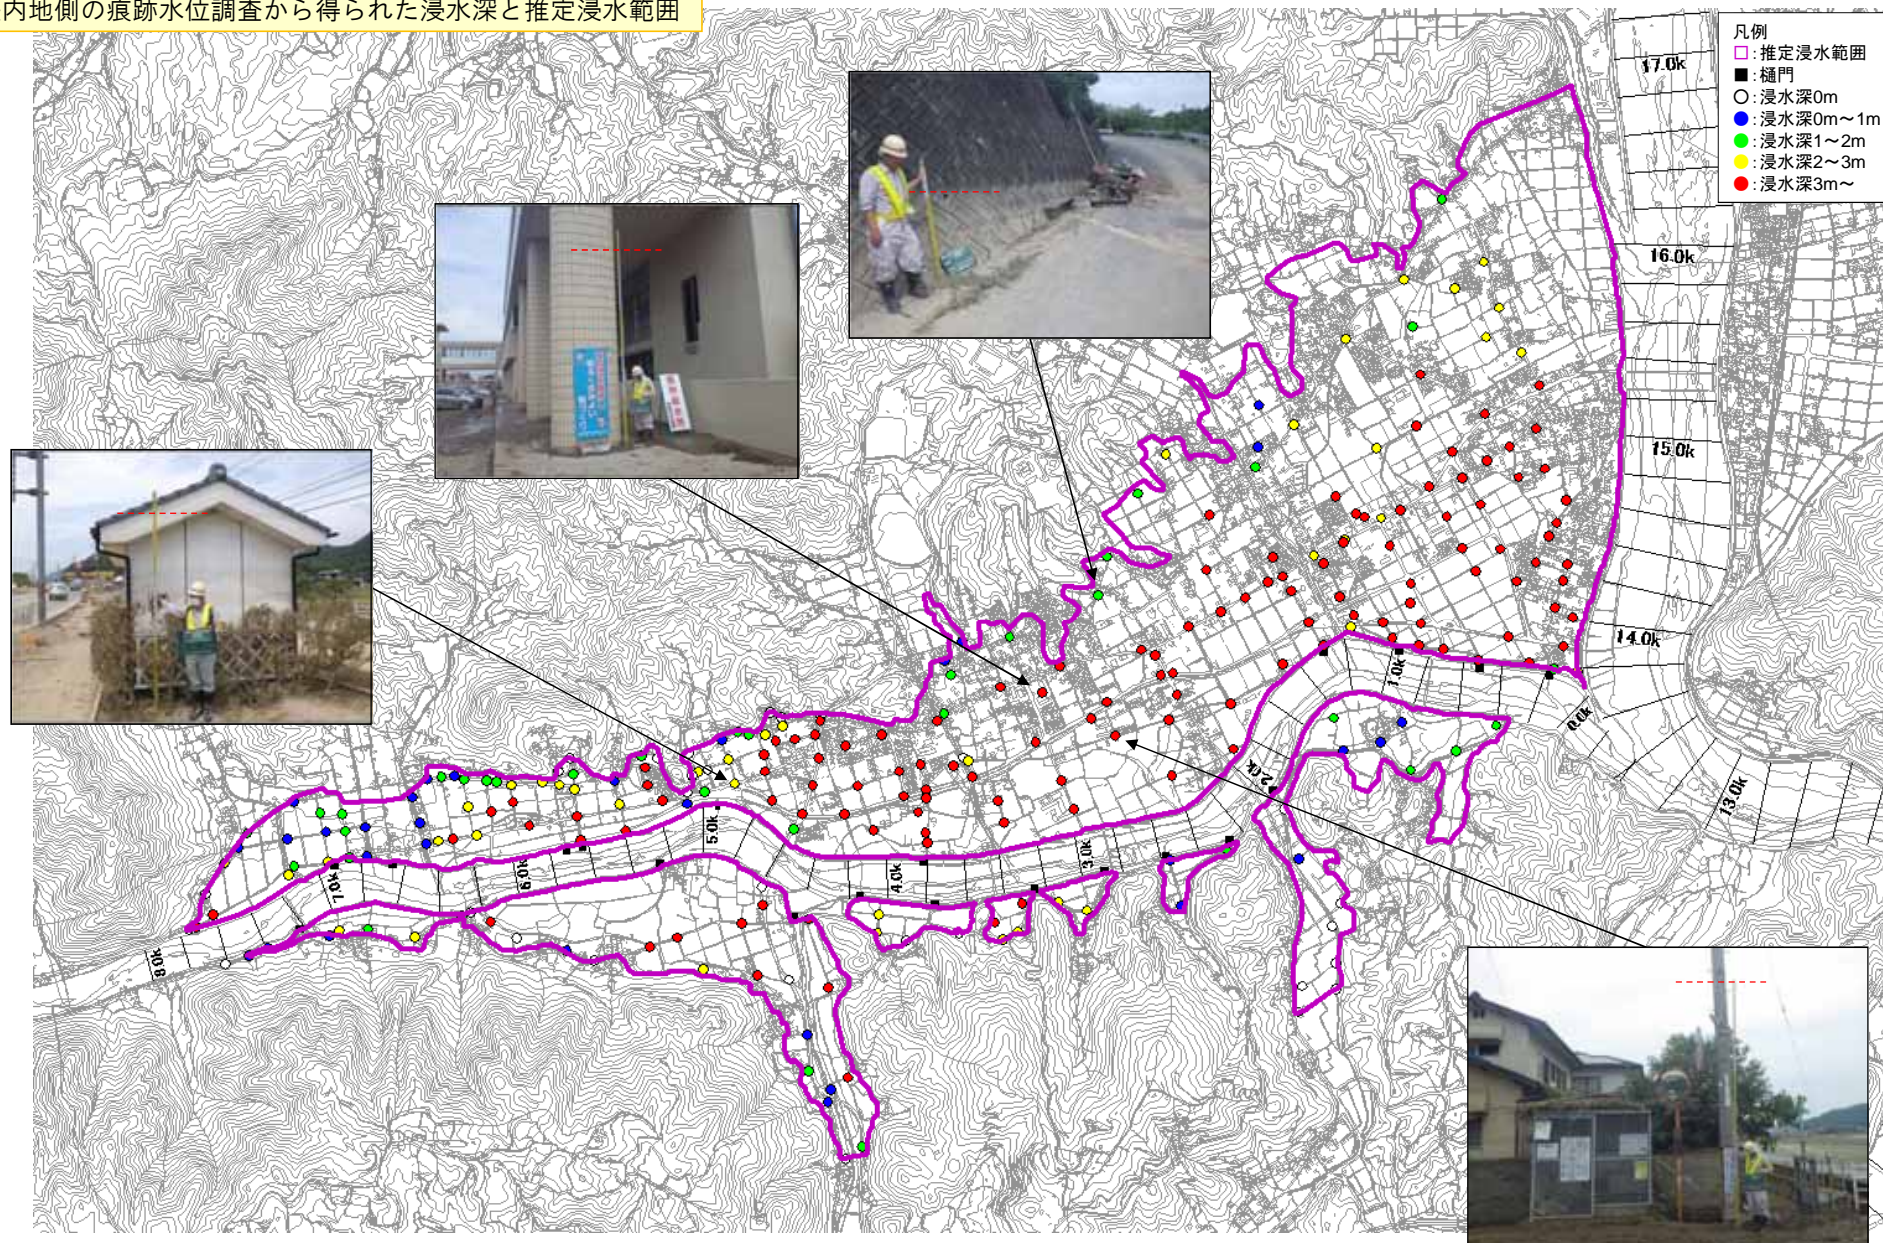 内地側の痕跡水位調査から得られた浸水深と推定浸水範囲
凡例
□:推定浸水範囲
■:樋門
○:浸水深0m
●:浸水深0m～1m
●:浸水深1～2m
●:浸水深2～3m
●:浸水深3m～
17.0k
16.0k
15.0k
14.0k
13.0k
0.0k
1.0k
2.0k
3.0k
4.0k
5.0k
6.0k
7.0k
8.0k